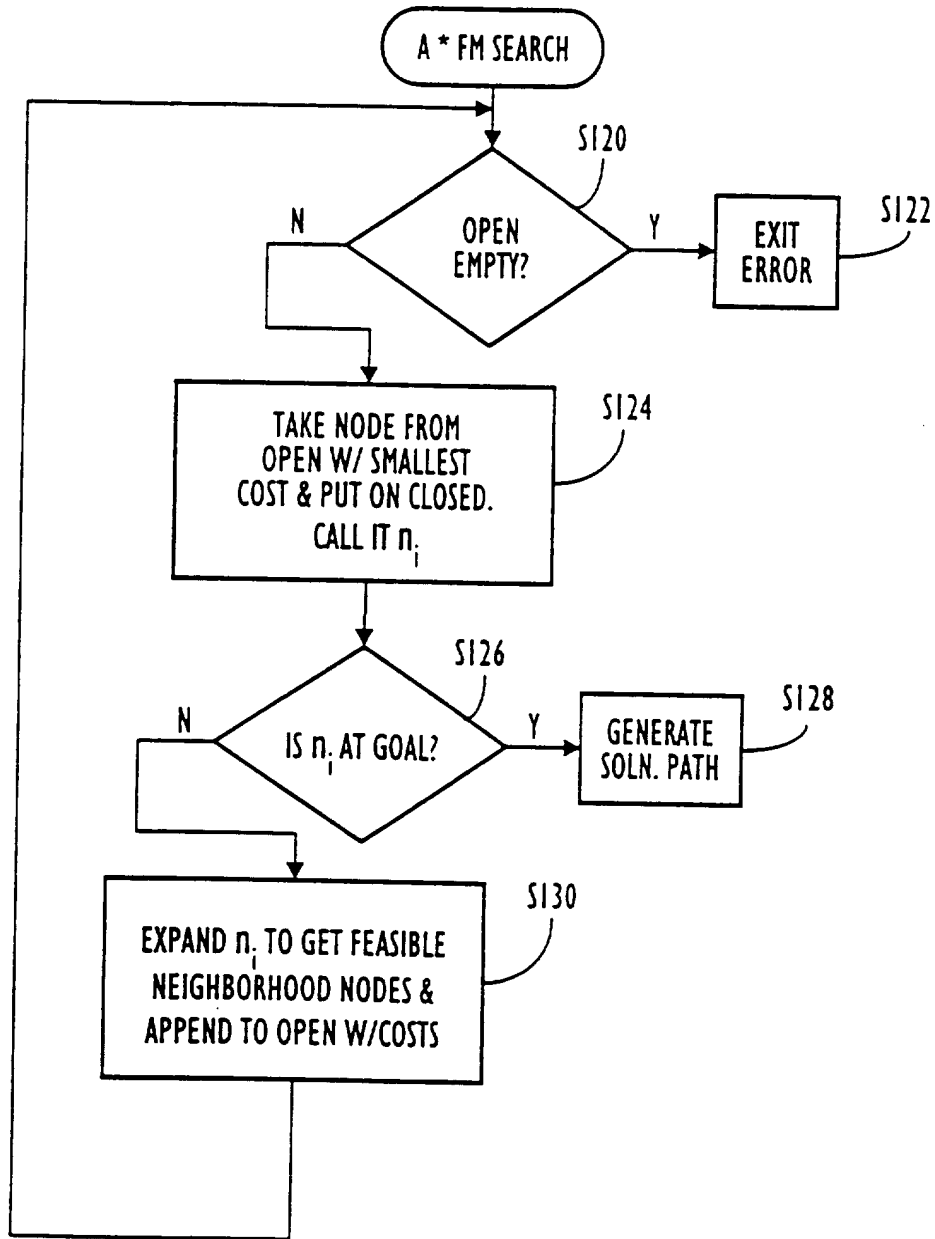 A * FM SEARCH
S120
N
OPEN
EMPTY?
Y
EXIT
ERROR
S122
TAKE NODE FROM
OPEN W/ SMALLEST
COST & PUT ON CLOSED.
CALL IT ni
S124
S126
N
IS ni AT GOAL?
Y
GENERATE
SOLN. PATH
S128
EXPAND ni TO GET FEASIBLE
NEIGHBORHOOD NODES &
APPEND TO OPEN W/COSTS
S130